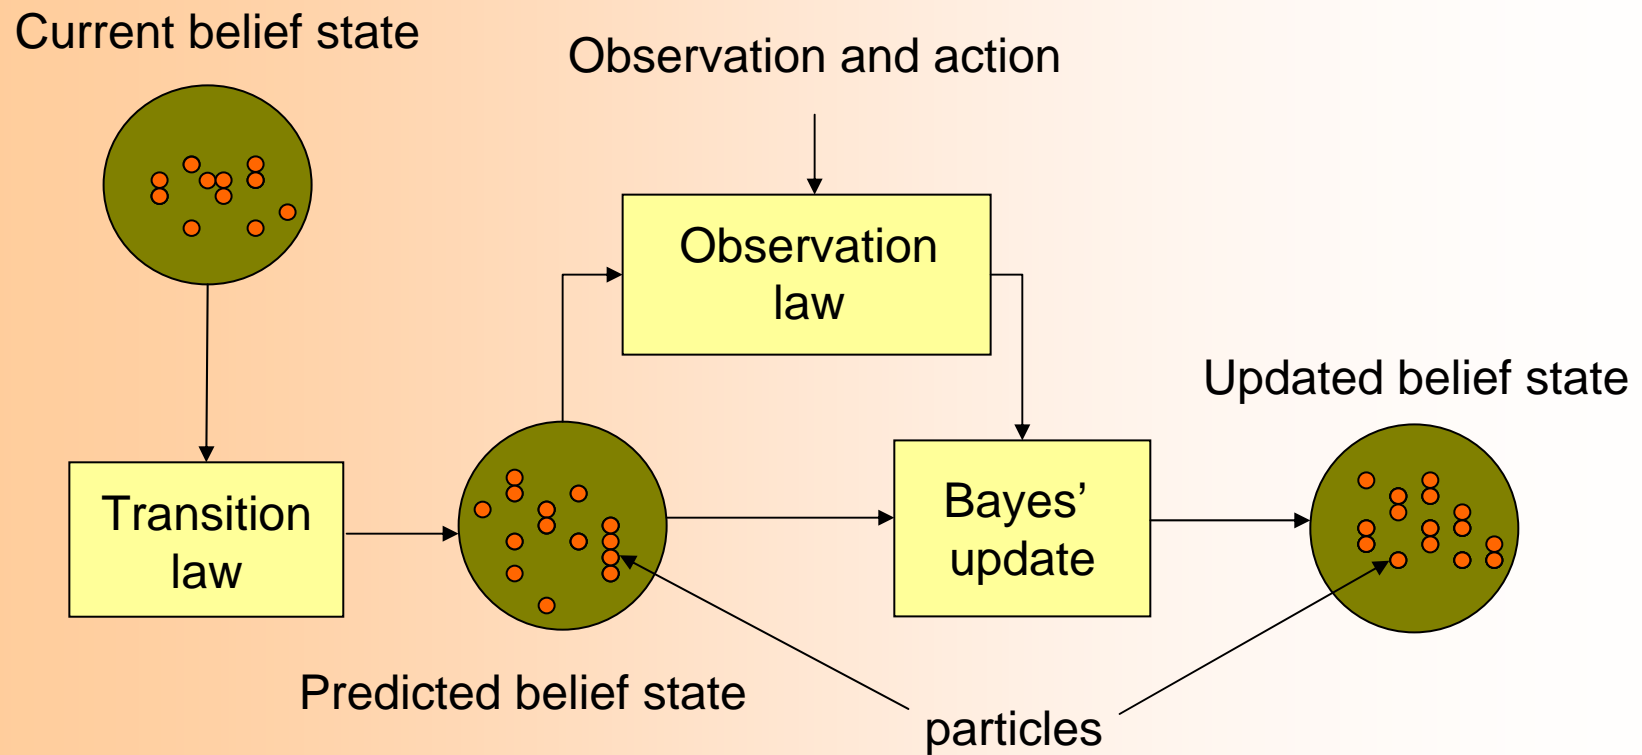 Current belief state
Observation and action
Observation
law
Updated belief state
Transition
law
Bayes'
update
Predicted belief state
particles